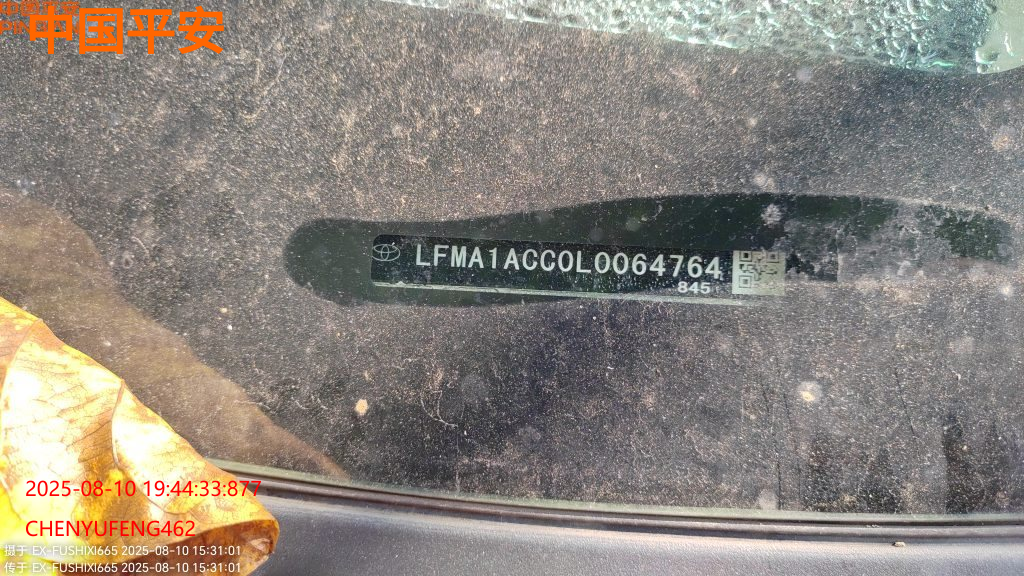 中国平安
LFMA1ACC0L0064764
845
2025-08-10 19:44:33:877
CHENYUFENG462
摄于 EX-FUSHIXI665 2025-08-10 15:31:01
传于 EX-FUSHIXI665 2025-08-10 15:31:01